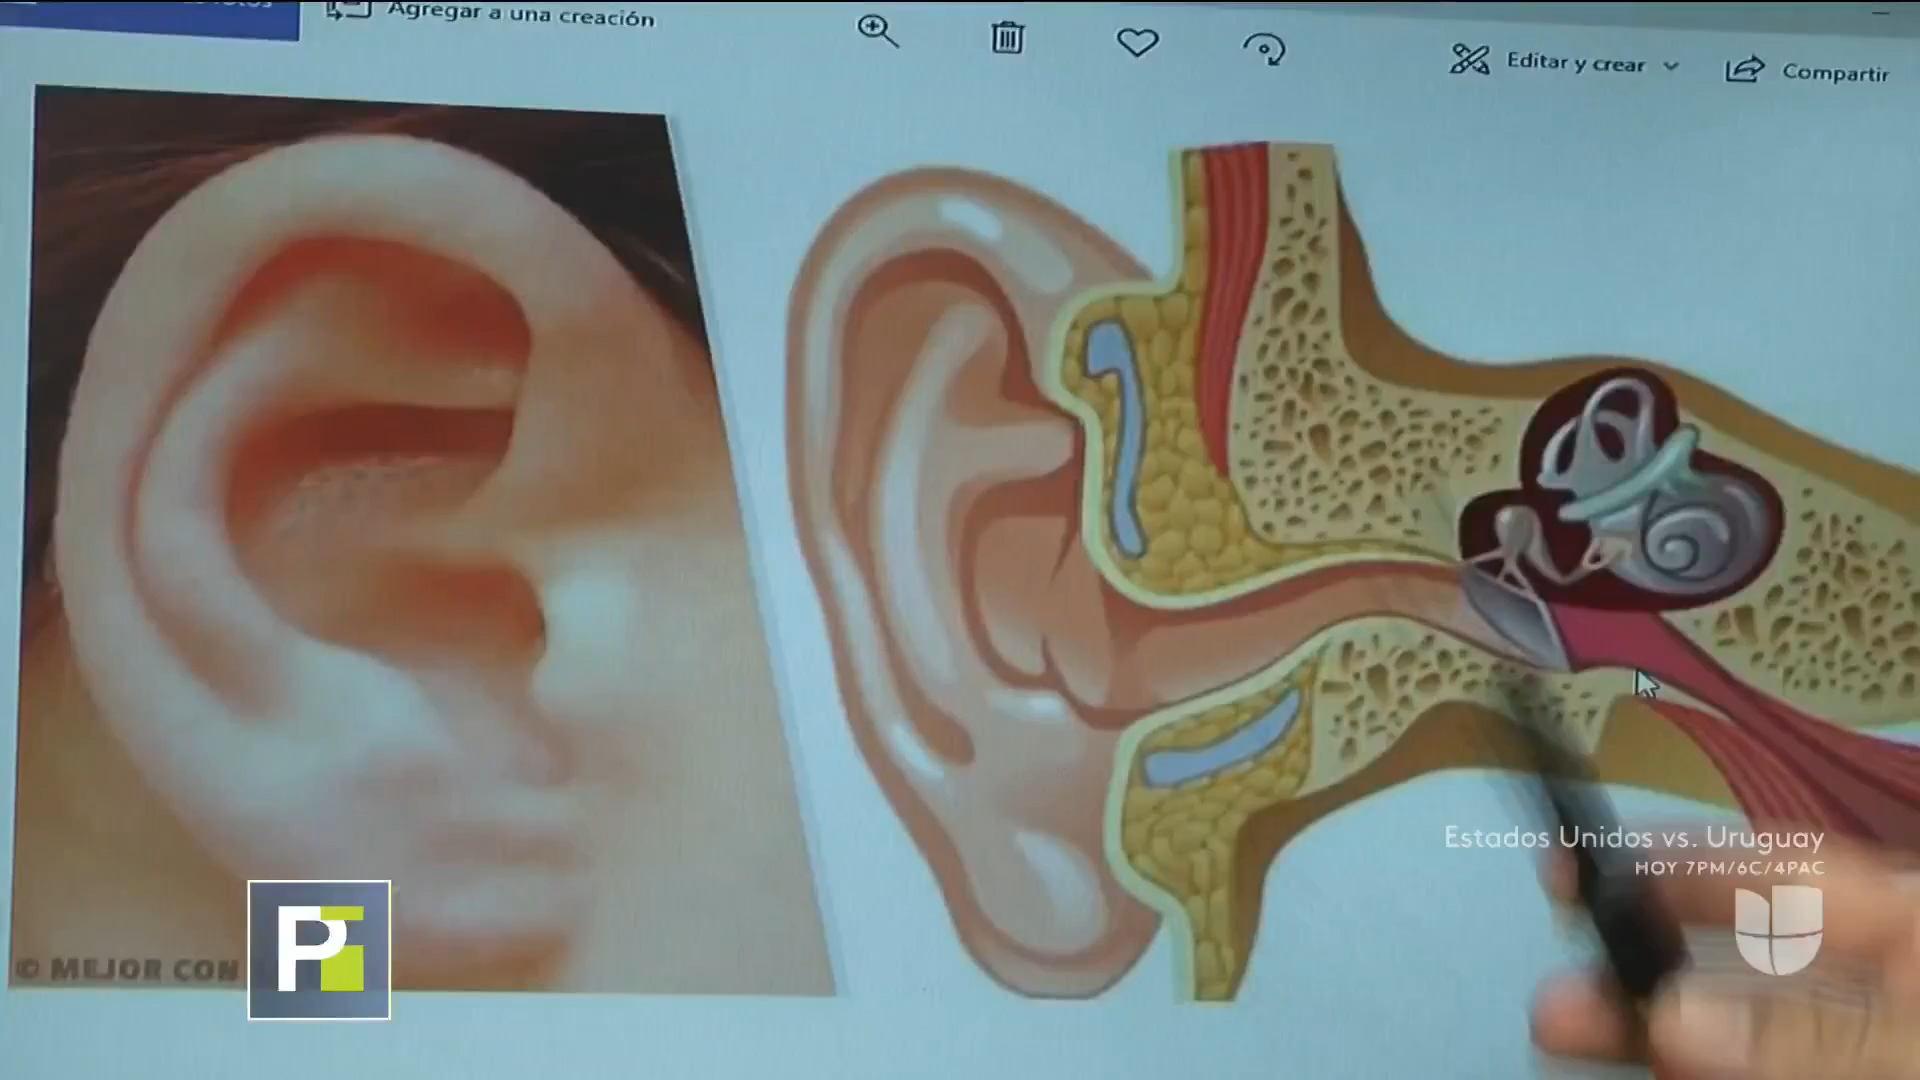 Agregar a una creación
Editar y crear
Compartir
© MEJOR CON
P
Estados Unidos vs. Uruguay
HOY 7PM/6C/4PAC